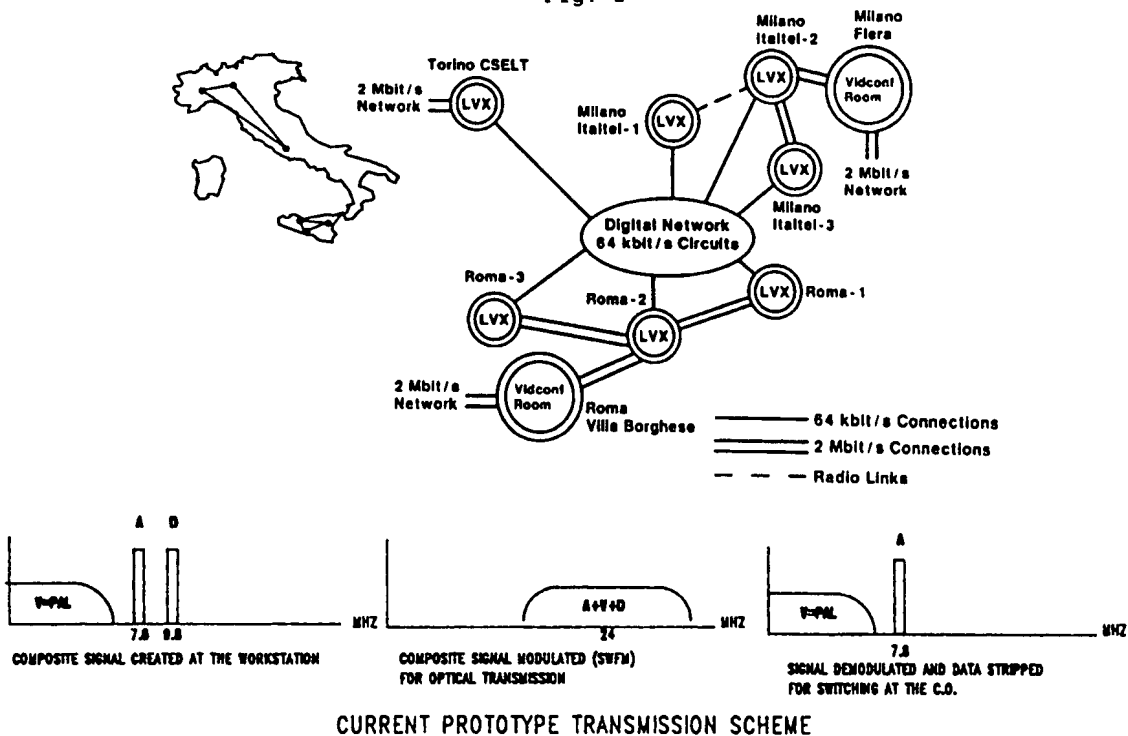 Milano
Italtel-2
Milano
Fiera
Torino CSELT
2 Mbit/s
Network
LVX
Milano
Italtel-1
LVX
LVX
Vidconf
Room
LVX
2 Mbit/s
Network
Milano
Italtel-3
Digital Network
64 kbit/s Circuits
Roma-3
Roma-2
LVX
Roma-1
LVX
LVX
2 Mbit/s
Network
Vidconf
Room
Roma
Villa Borghese
64 kbit/s Connections
2 Mbit/s Connections
Radio Links
A D
V=PAL
7.8 9.8
MHZ
COMPOSITE SIGNAL CREATED AT THE WORKSTATION
A+V+D
24
MHZ
COMPOSITE SIGNAL MODULATED (SWFM)
FOR OPTICAL TRANSMISSION
A
V=PAL
7.8
MHZ
SIGNAL DEMODULATED AND DATA STRIPPED
FOR SWITCHING AT THE C.O.
CURRENT PROTOTYPE TRANSMISSION SCHEME